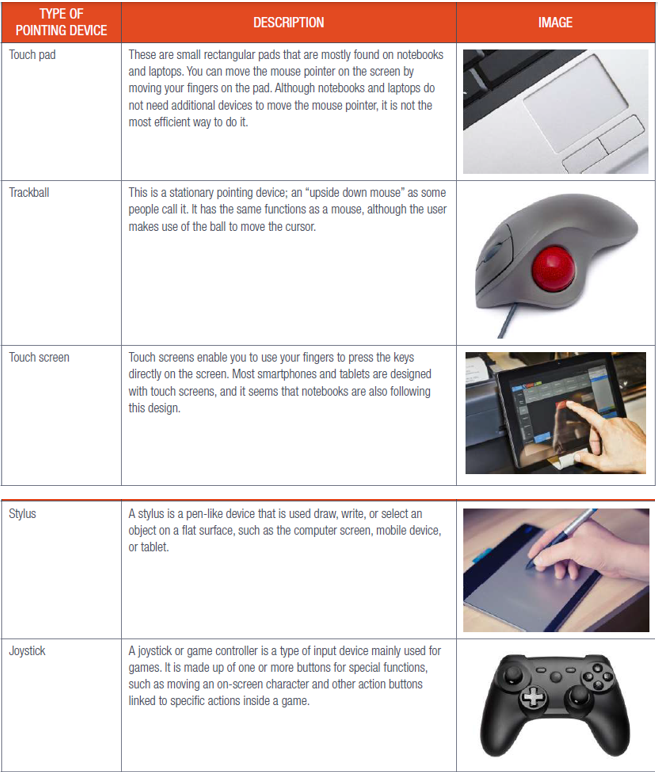 TYPE OF
POINTING DEVICE
DESCRIPTION
IMAGE
Touch pad
These are small rectangular pads that are mostly found on notebooks
and laptops. You can move the mouse pointer on the screen by
moving your fingers on the pad. Although notebooks and laptops do
not need additional devices to move the mouse pointer, it is not the
most efficient way to do it.
Trackball
This is a stationary pointing device; an “upside down mouse” as some
people call it. It has the same functions as a mouse, although the user
makes use of the ball to move the cursor.
Touch screen
Touch screens enable you to use your fingers to press the keys
directly on the screen. Most smartphones and tablets are designed
with touch screens, and it seems that notebooks are also following
this design.
Stylus
A stylus is a pen-like device that is used draw, write, or select an
object on a flat surface, such as the computer screen, mobile device,
or tablet.
Joystick
A joystick or game controller is a type of input device mainly used for
games. It is made up of one or more buttons for special functions,
such as moving an on-screen character and other action buttons
linked to specific actions inside a game.